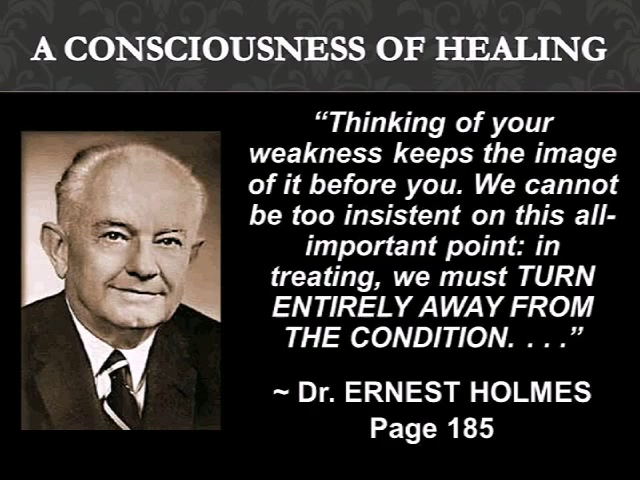 A CONSCIOUSNESS OF HEALING
“Thinking of your
weakness keeps the image
of it before you. We cannot
be too insistent on this all-
important point: in
treating, we must TURN
ENTIRELY AWAY FROM
THE CONDITION. . . .”
~ Dr. ERNEST HOLMES
Page 185